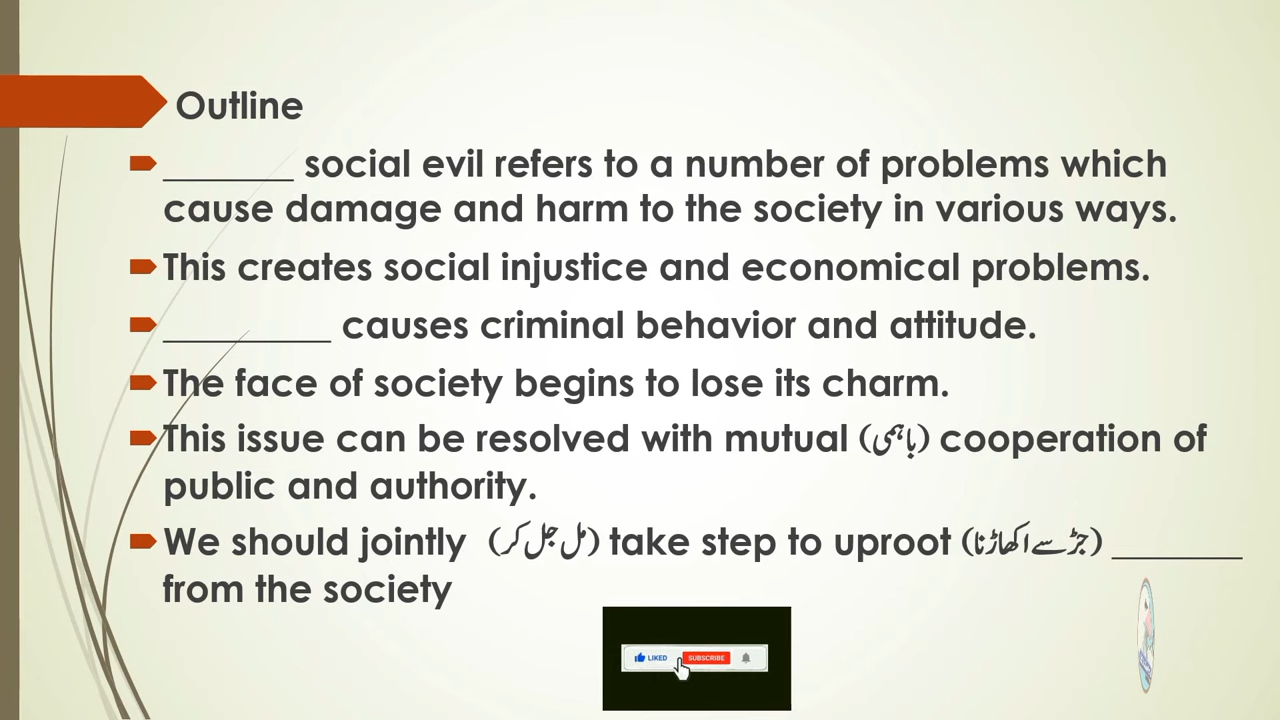 Outline
________ social evil refers to a number of problems which
cause damage and harm to the society in various ways.
This creates social injustice and economical problems.
__________ causes criminal behavior and attitude.
The face of society begins to lose its charm.
This issue can be resolved with mutual (باہمی) cooperation of
public and authority.
We should jointly (مل جل کر) take step to uproot (جڑ سے اکھاڑنا) ________
from the society
LIKED SUBSCRIBE